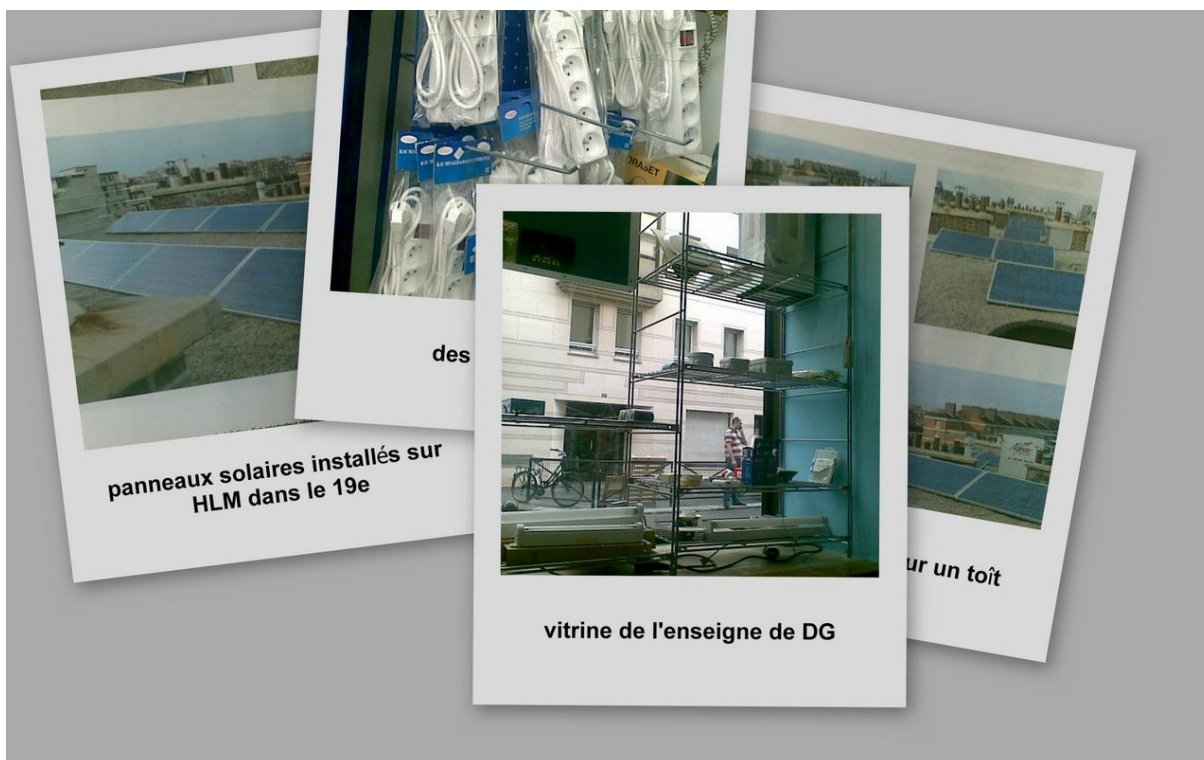 panneaux solaires installés sur
HLM dans le 19e
des
vitrine de l'enseigne de DG
ur un toît